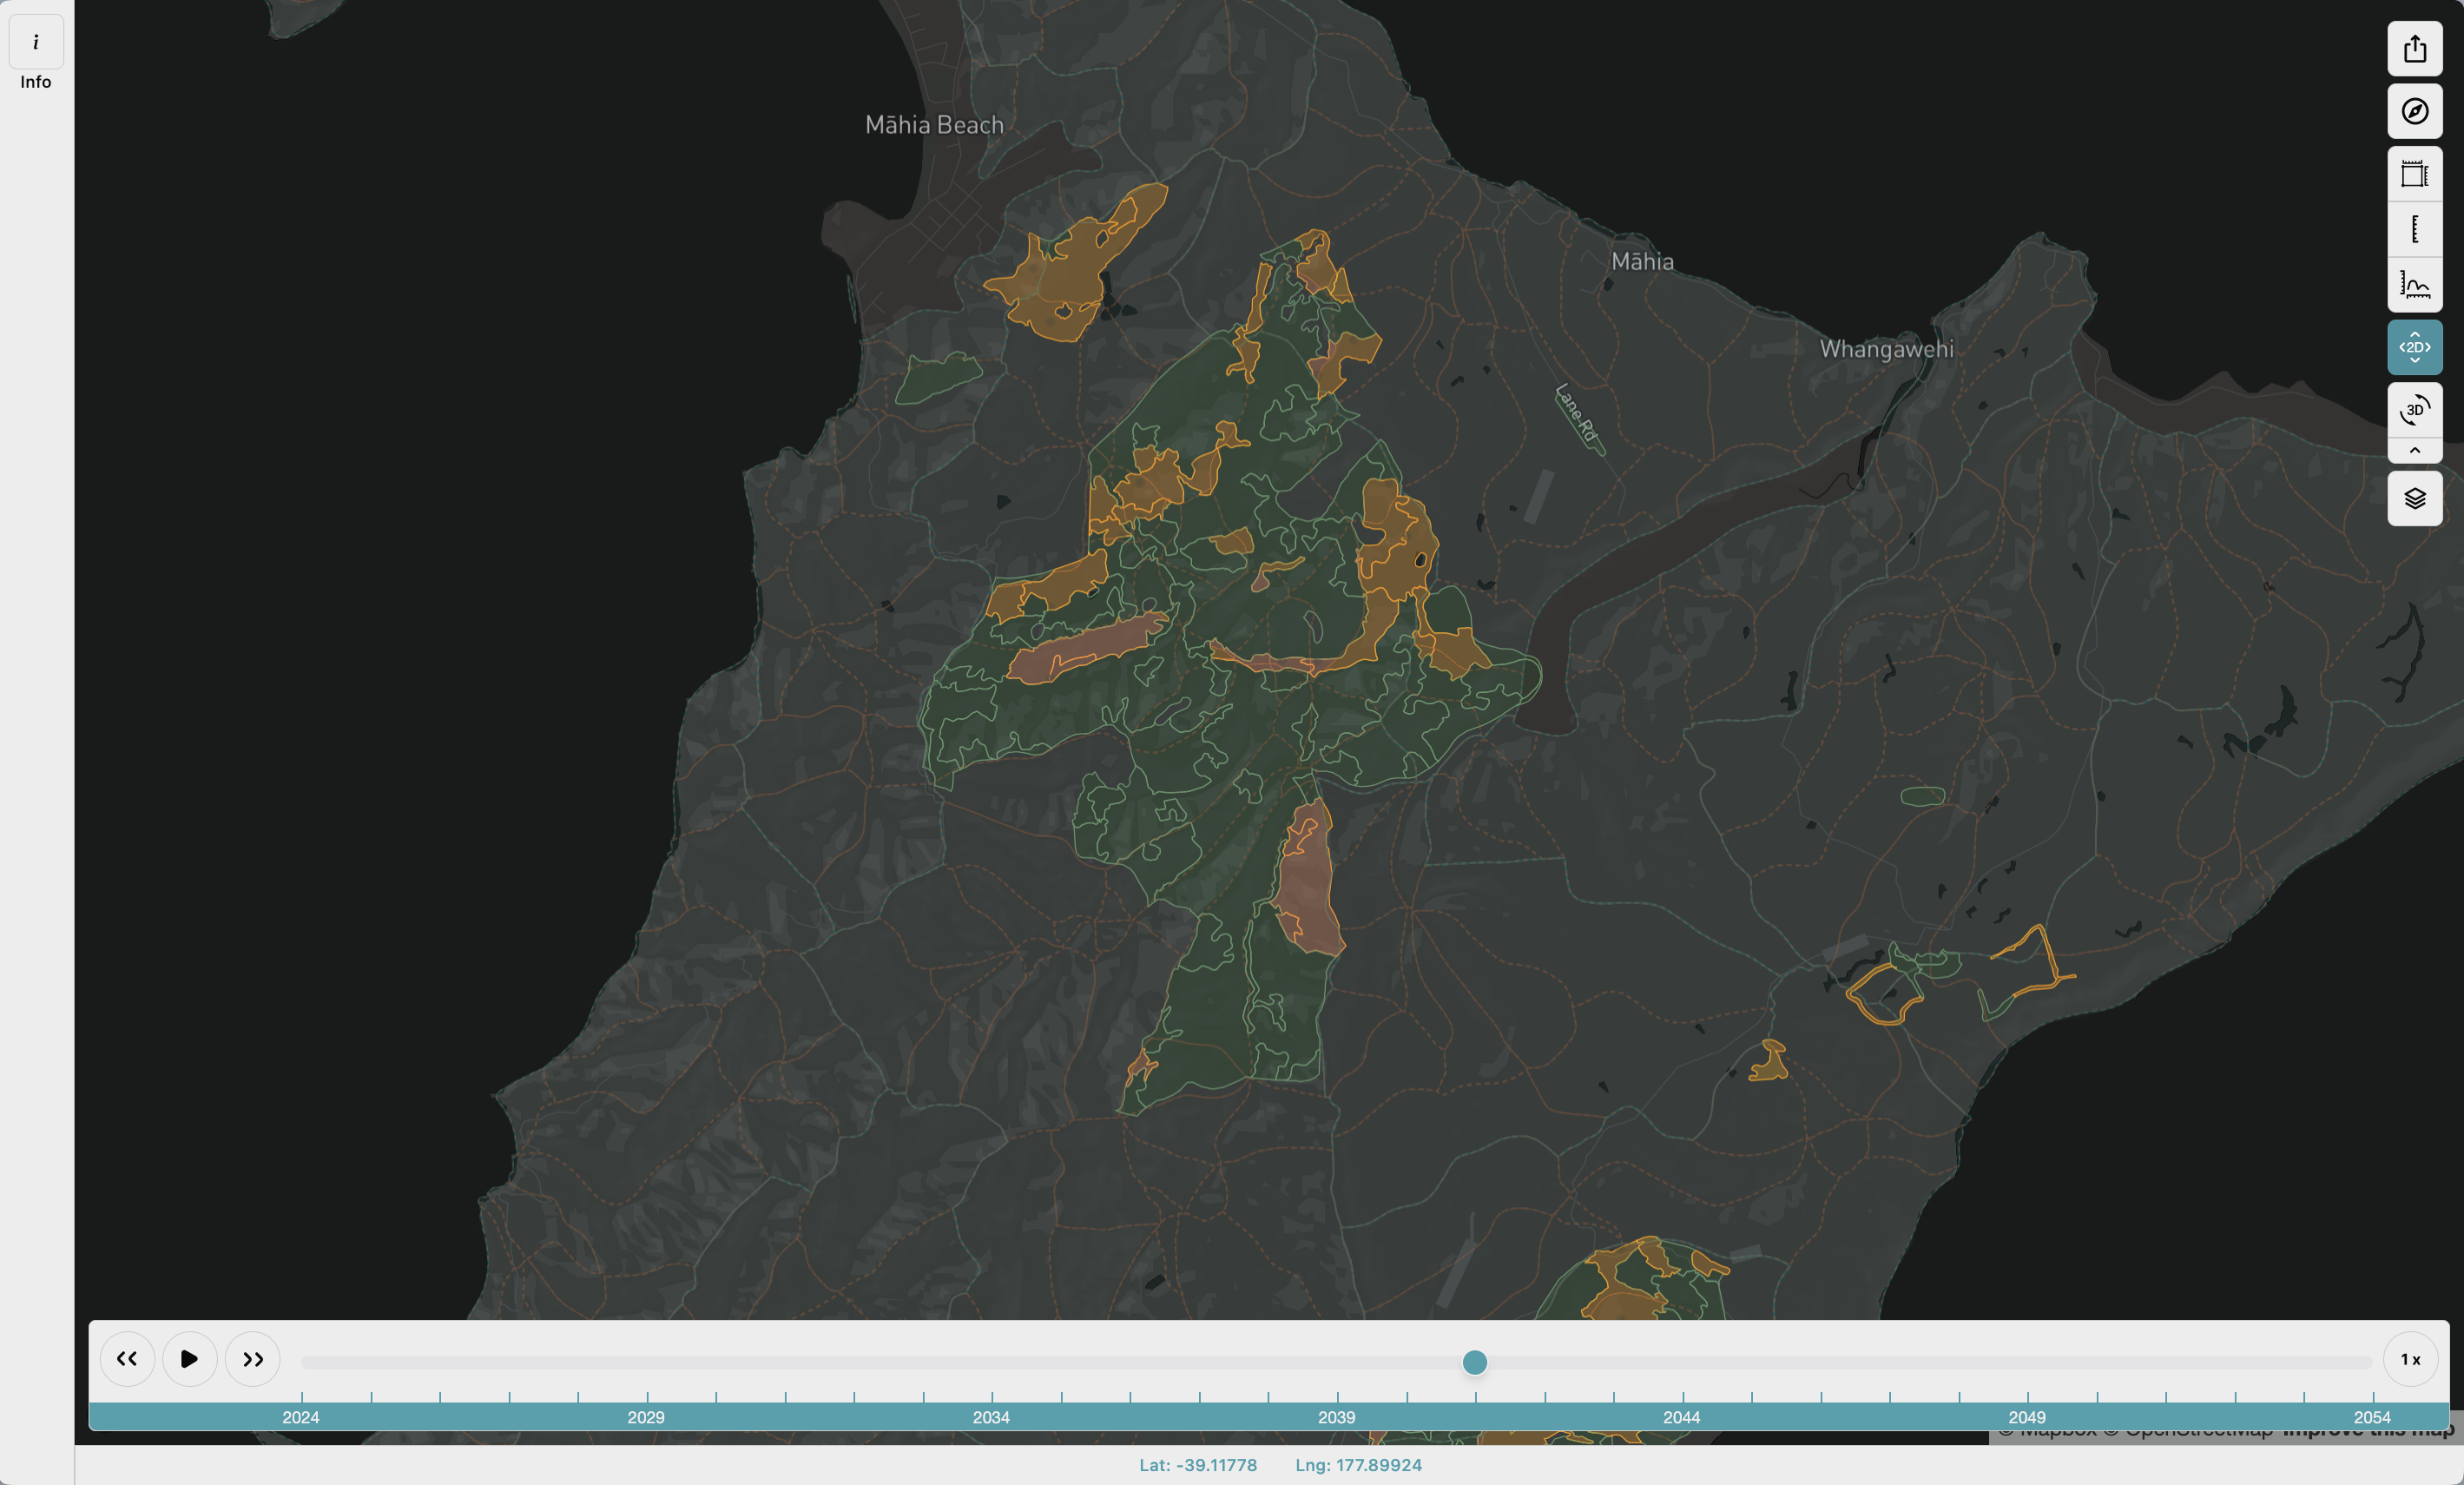 i
Info
Māhia Beach
Māhia
Whangawehi
Lane Rd
<2D>
3D
1 x
2024 2029 2034 2039 2044 2049 2054
© Mapbox © OpenStreetMap Improve this map
Lat: -39.11778 Lng: 177.89924